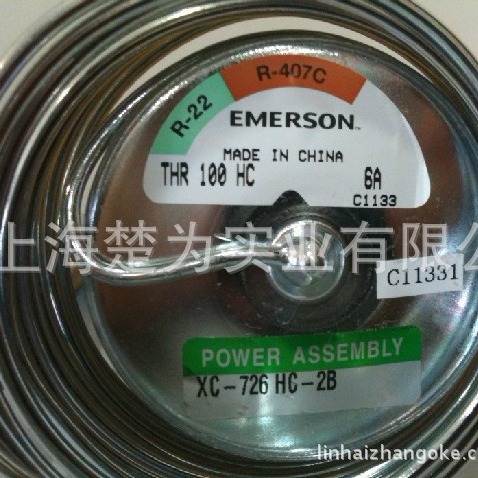 R-22
R-407C
EMERSON™
MADE IN CHINA
THR 100 HC 6A
C1133
上海楚为实业有限公
C11331
POWER ASSEMBLY
XC-726 HC-2B
linhaizhangoke.c